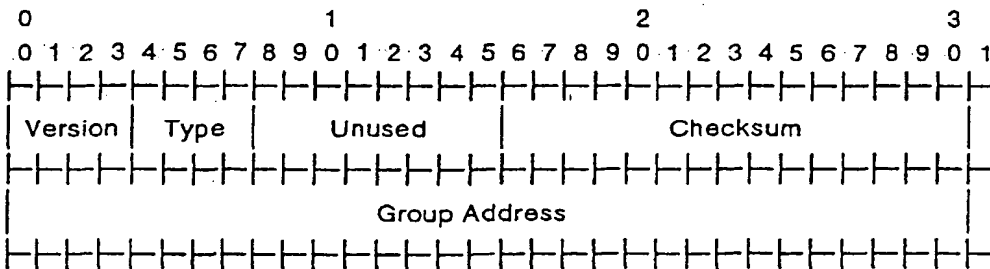 0 1 2 3
0 1 2 3 4 5 6 7 8 9 0 1 2 3 4 5 6 7 8 9 0 1 2 3 4 5 6 7 8 9 0 1
Version Type Unused Checksum
Group Address